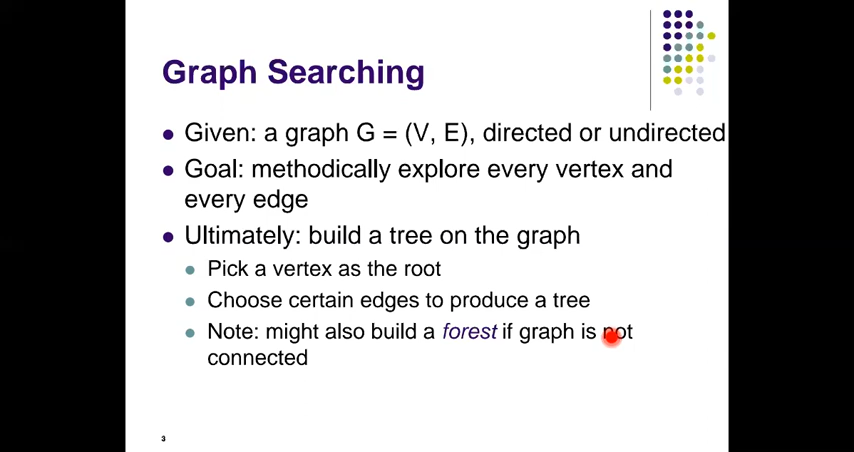 Graph Searching
Given: a graph G = (V, E), directed or undirected
Goal: methodically explore every vertex and
every edge
Ultimately: build a tree on the graph
Pick a vertex as the root
Choose certain edges to produce a tree
Note: might also build a forest if graph is not
connected
3